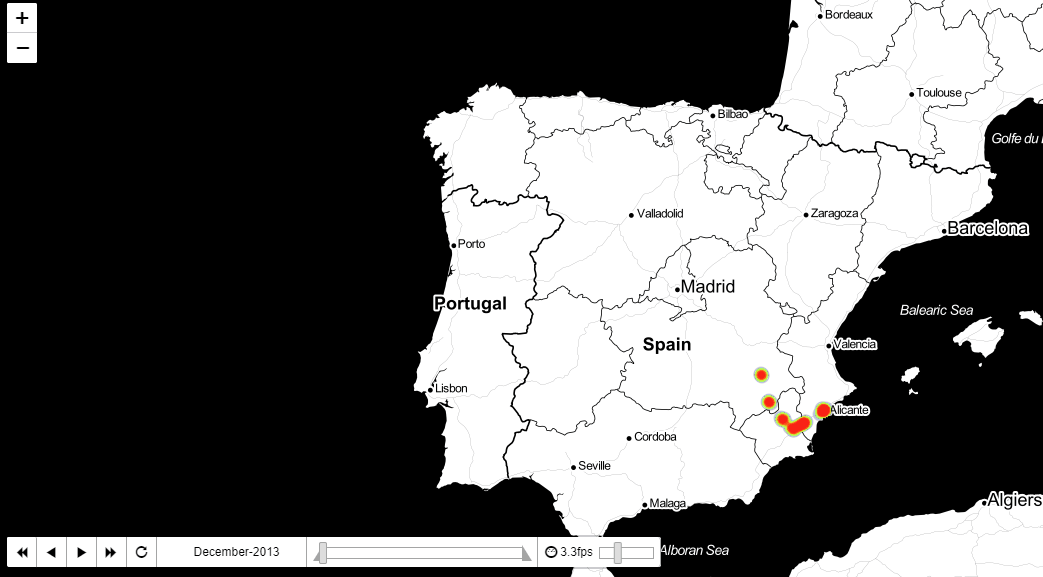 +
Bordeaux
−
Toulouse
Bilbao
Golfe du
Valladolid
Zaragoza
Barcelona
Porto
Madrid
Portugal
Balearic Sea
Spain
Valencia
Lisbon
Alicante
Cordoba
Seville
Malaga
Algiers
December-2013
3.3fps
Alboran Sea